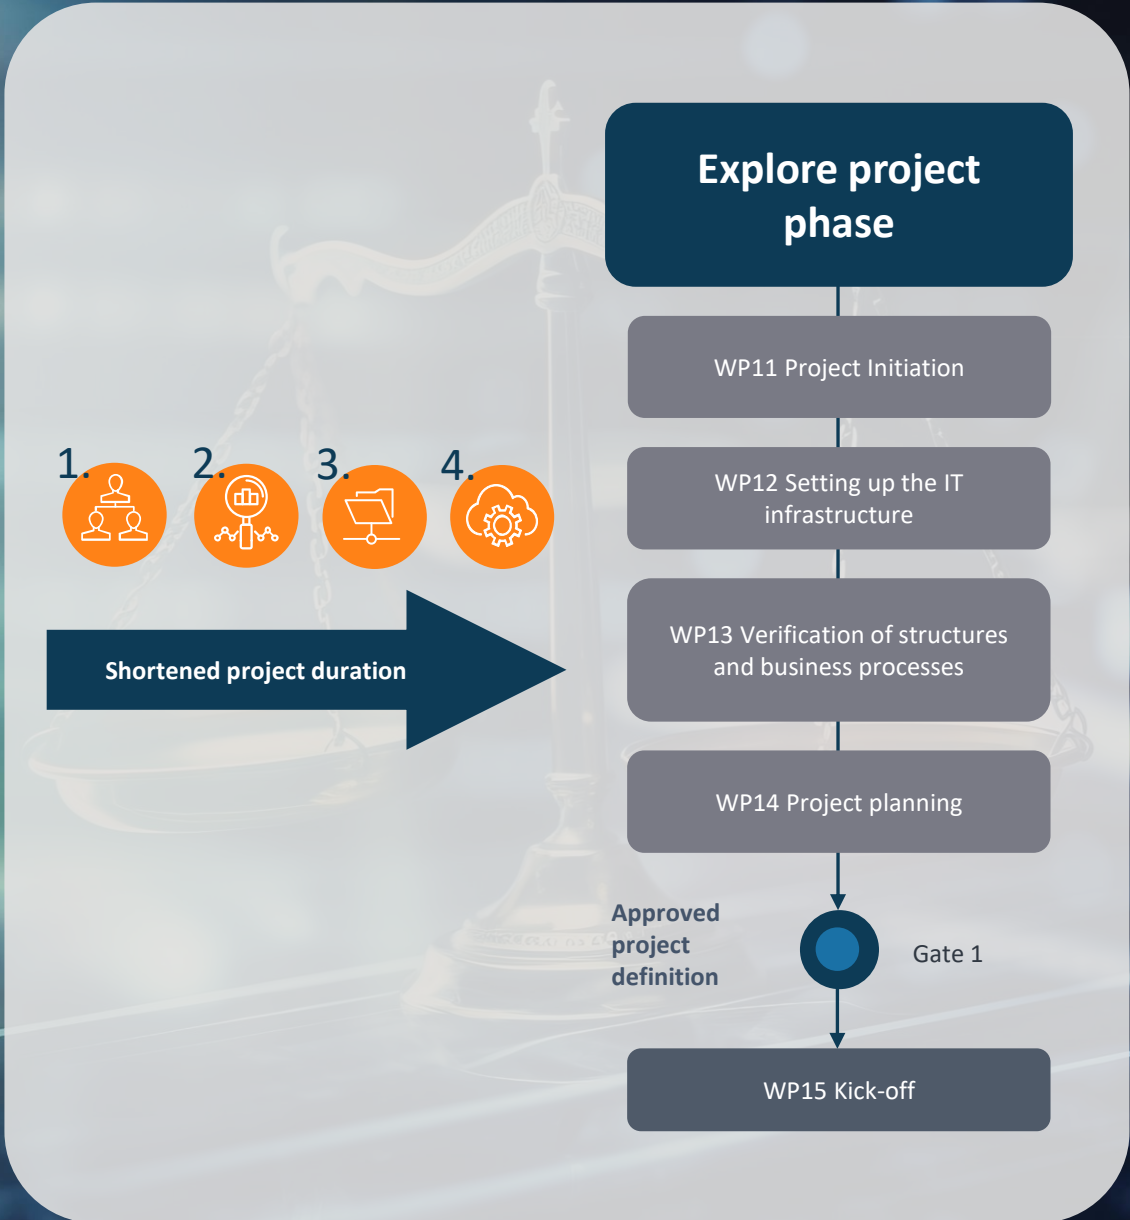 Explore project
phase
WP11 Project Initiation
1.
2.
3.
4.
WP12 Setting up the IT
infrastructure
Shortened project duration
WP13 Verification of structures
and business processes
WP14 Project planning
Approved
project
definition
Gate 1
WP15 Kick-off